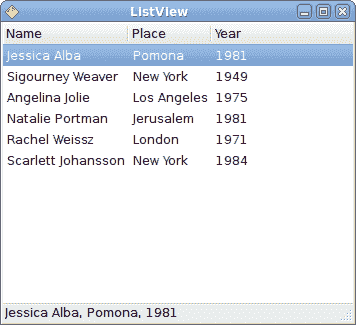 ListView
Name Place Year
Jessica Alba Pomona 1981
Sigourney Weaver New York 1949
Angelina Jolie Los Angeles 1975
Natalie Portman Jerusalem 1981
Rachel Weissz London 1971
Scarlett Johansson New York 1984
Jessica Alba, Pomona, 1981